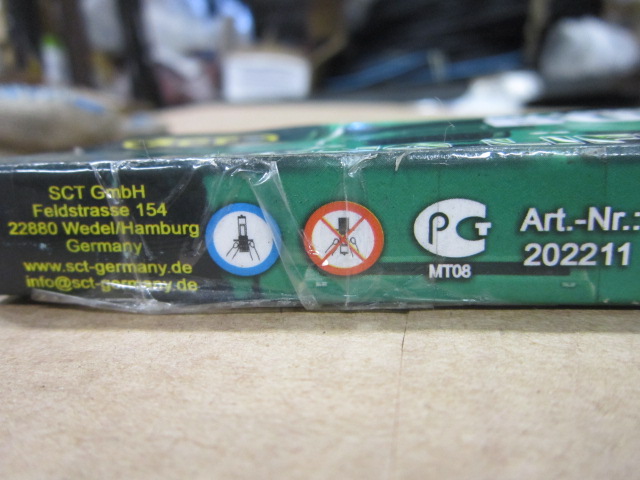 SCT GmbH
Feldstrasse 154
22880 Wedel/Hamburg
Germany
www.sct-germany.de
info@sct-germany.de
MT08
Art.-Nr.:
202211